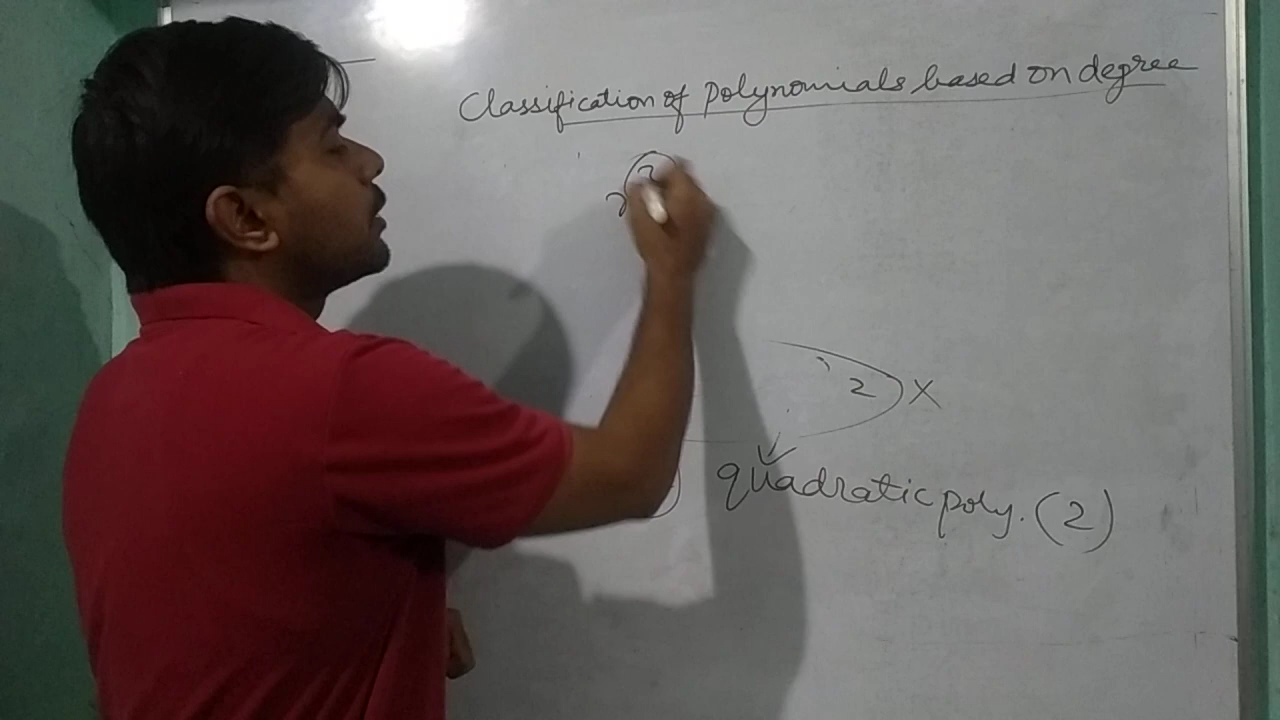 Classification of polynomials based on degree
2 X
quadratic poly. (2)